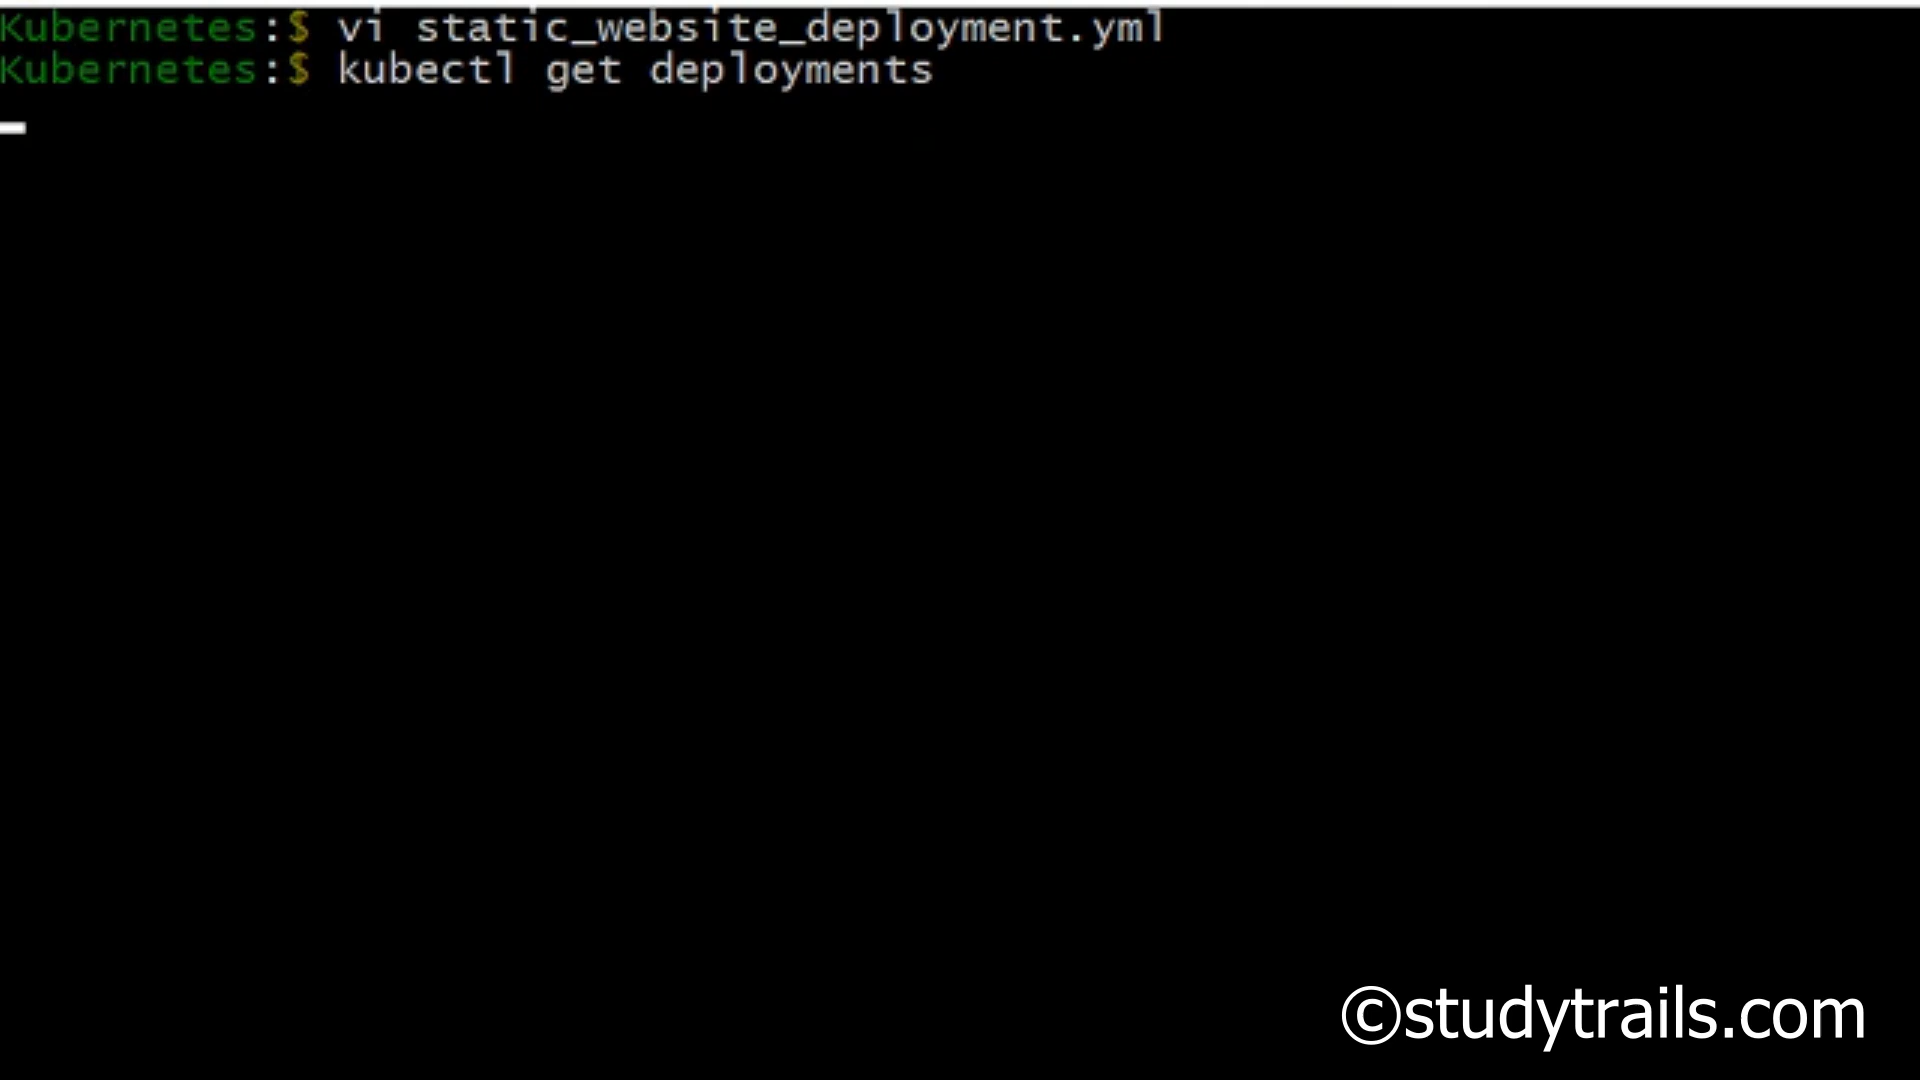 Kubernetes:$ vi static_website_deployment.yml
Kubernetes:$ kubectl get deployments
©studytrails.com